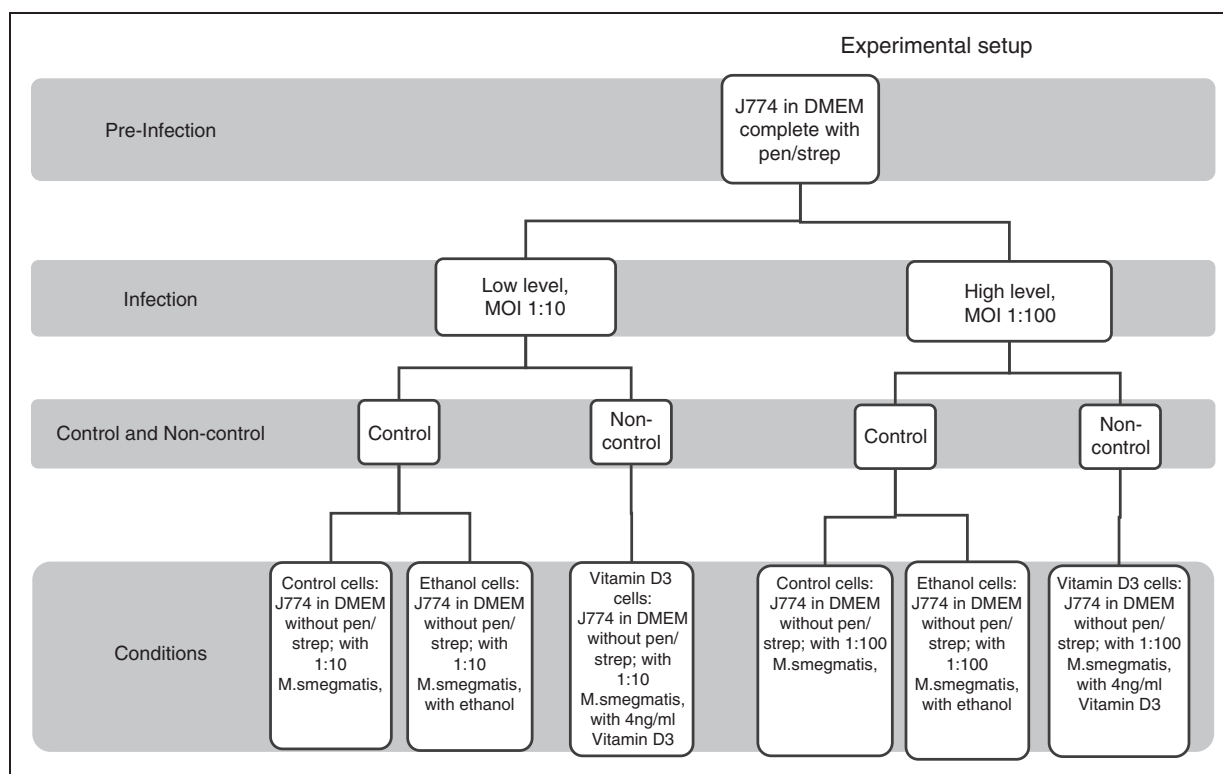 Experimental setup
Pre-Infection
J774 in DMEM
complete with
pen/strep
Infection
Low level,
MOI 1:10
High level,
MOI 1:100
Control and Non-control
Control
Non-
control
Control
Non-
control
Conditions
Control cells:
J774 in DMEM
without pen/
strep; with
1:10
M.smegmatis,
Ethanol cells:
J774 in DMEM
without pen/
strep; with
1:10
M.smegmatis,
with ethanol
Vitamin D3
cells:
J774 in DMEM
without pen/
strep; with
1:10
M.smegmatis,
with 4ng/ml
Vitamin D3
Control cells:
J774 in DMEM
without pen/
strep; with 1:100
M.smegmatis,
Ethanol cells:
J774 in DMEM
without pen/
strep; with
1:100
M.smegmatis,
with ethanol
Vitamin D3 cells:
J774 in DMEM
without pen/
strep; with 1:100
M.smegmatis,
with 4ng/ml
Vitamin D3